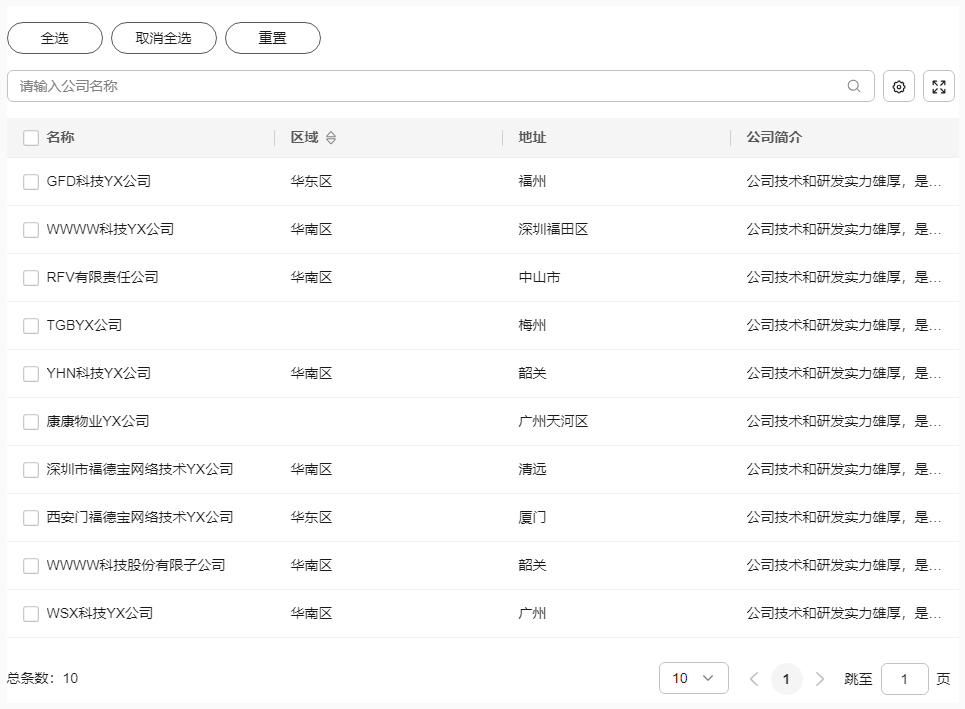 全选 取消全选 重置
请输入公司名称
名称 区域 地址 公司简介
GFD科技YX公司 华东区 福州 公司技术和研发实力雄厚，是...
WWWW科技YX公司 华南区 深圳福田区 公司技术和研发实力雄厚，是...
RFV有限责任公司 华南区 中山市 公司技术和研发实力雄厚，是...
TGBYX公司 梅州 公司技术和研发实力雄厚，是...
YHN科技YX公司 华南区 韶关 公司技术和研发实力雄厚，是...
康康物业YX公司 广州天河区 公司技术和研发实力雄厚，是...
深圳市福德宝网络技术YX公司 华南区 清远 公司技术和研发实力雄厚，是...
西安门福德宝网络技术YX公司 华东区 厦门 公司技术和研发实力雄厚，是...
WWWW科技股份有限子公司 华南区 韶关 公司技术和研发实力雄厚，是...
WSX科技YX公司 华南区 广州 公司技术和研发实力雄厚，是...
总条数：10 10 1 跳至 1 页